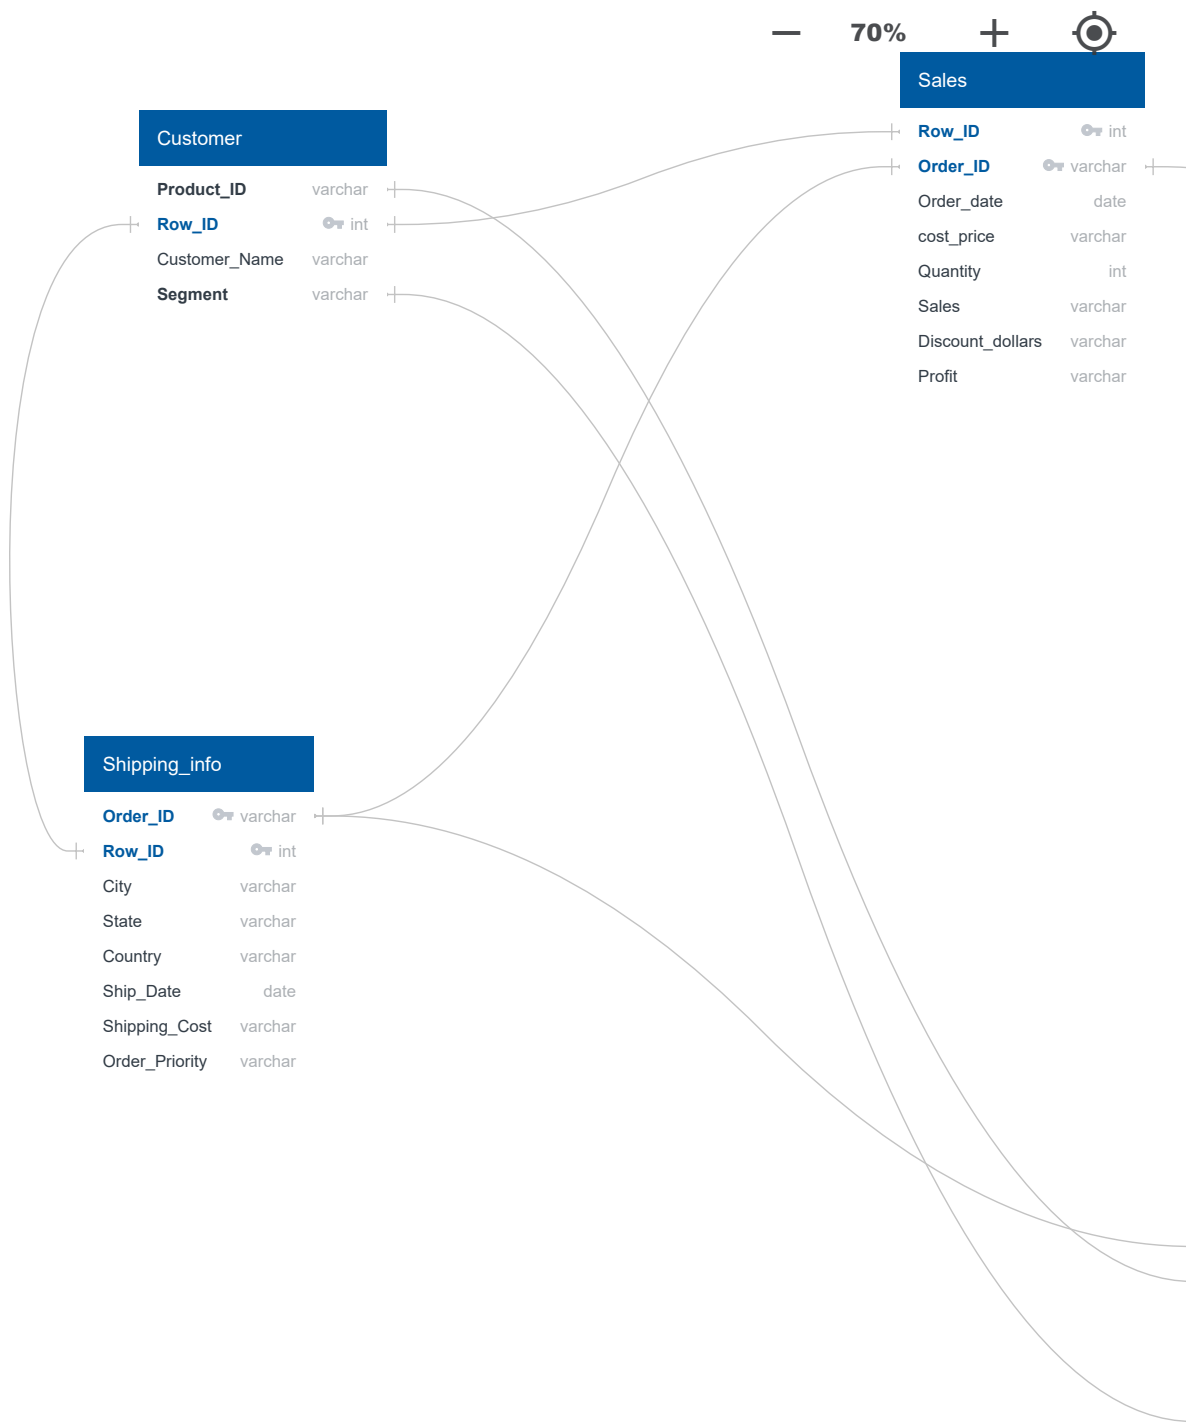 70%
Sales
Row_ID int
Order_ID varchar
Order_date date
cost_price varchar
Quantity int
Sales varchar
Discount_dollars varchar
Profit varchar
Customer
Product_ID varchar
Row_ID int
Customer_Name varchar
Segment varchar
Shipping_info
Order_ID varchar
Row_ID int
City varchar
State varchar
Country varchar
Ship_Date date
Shipping_Cost varchar
Order_Priority varchar